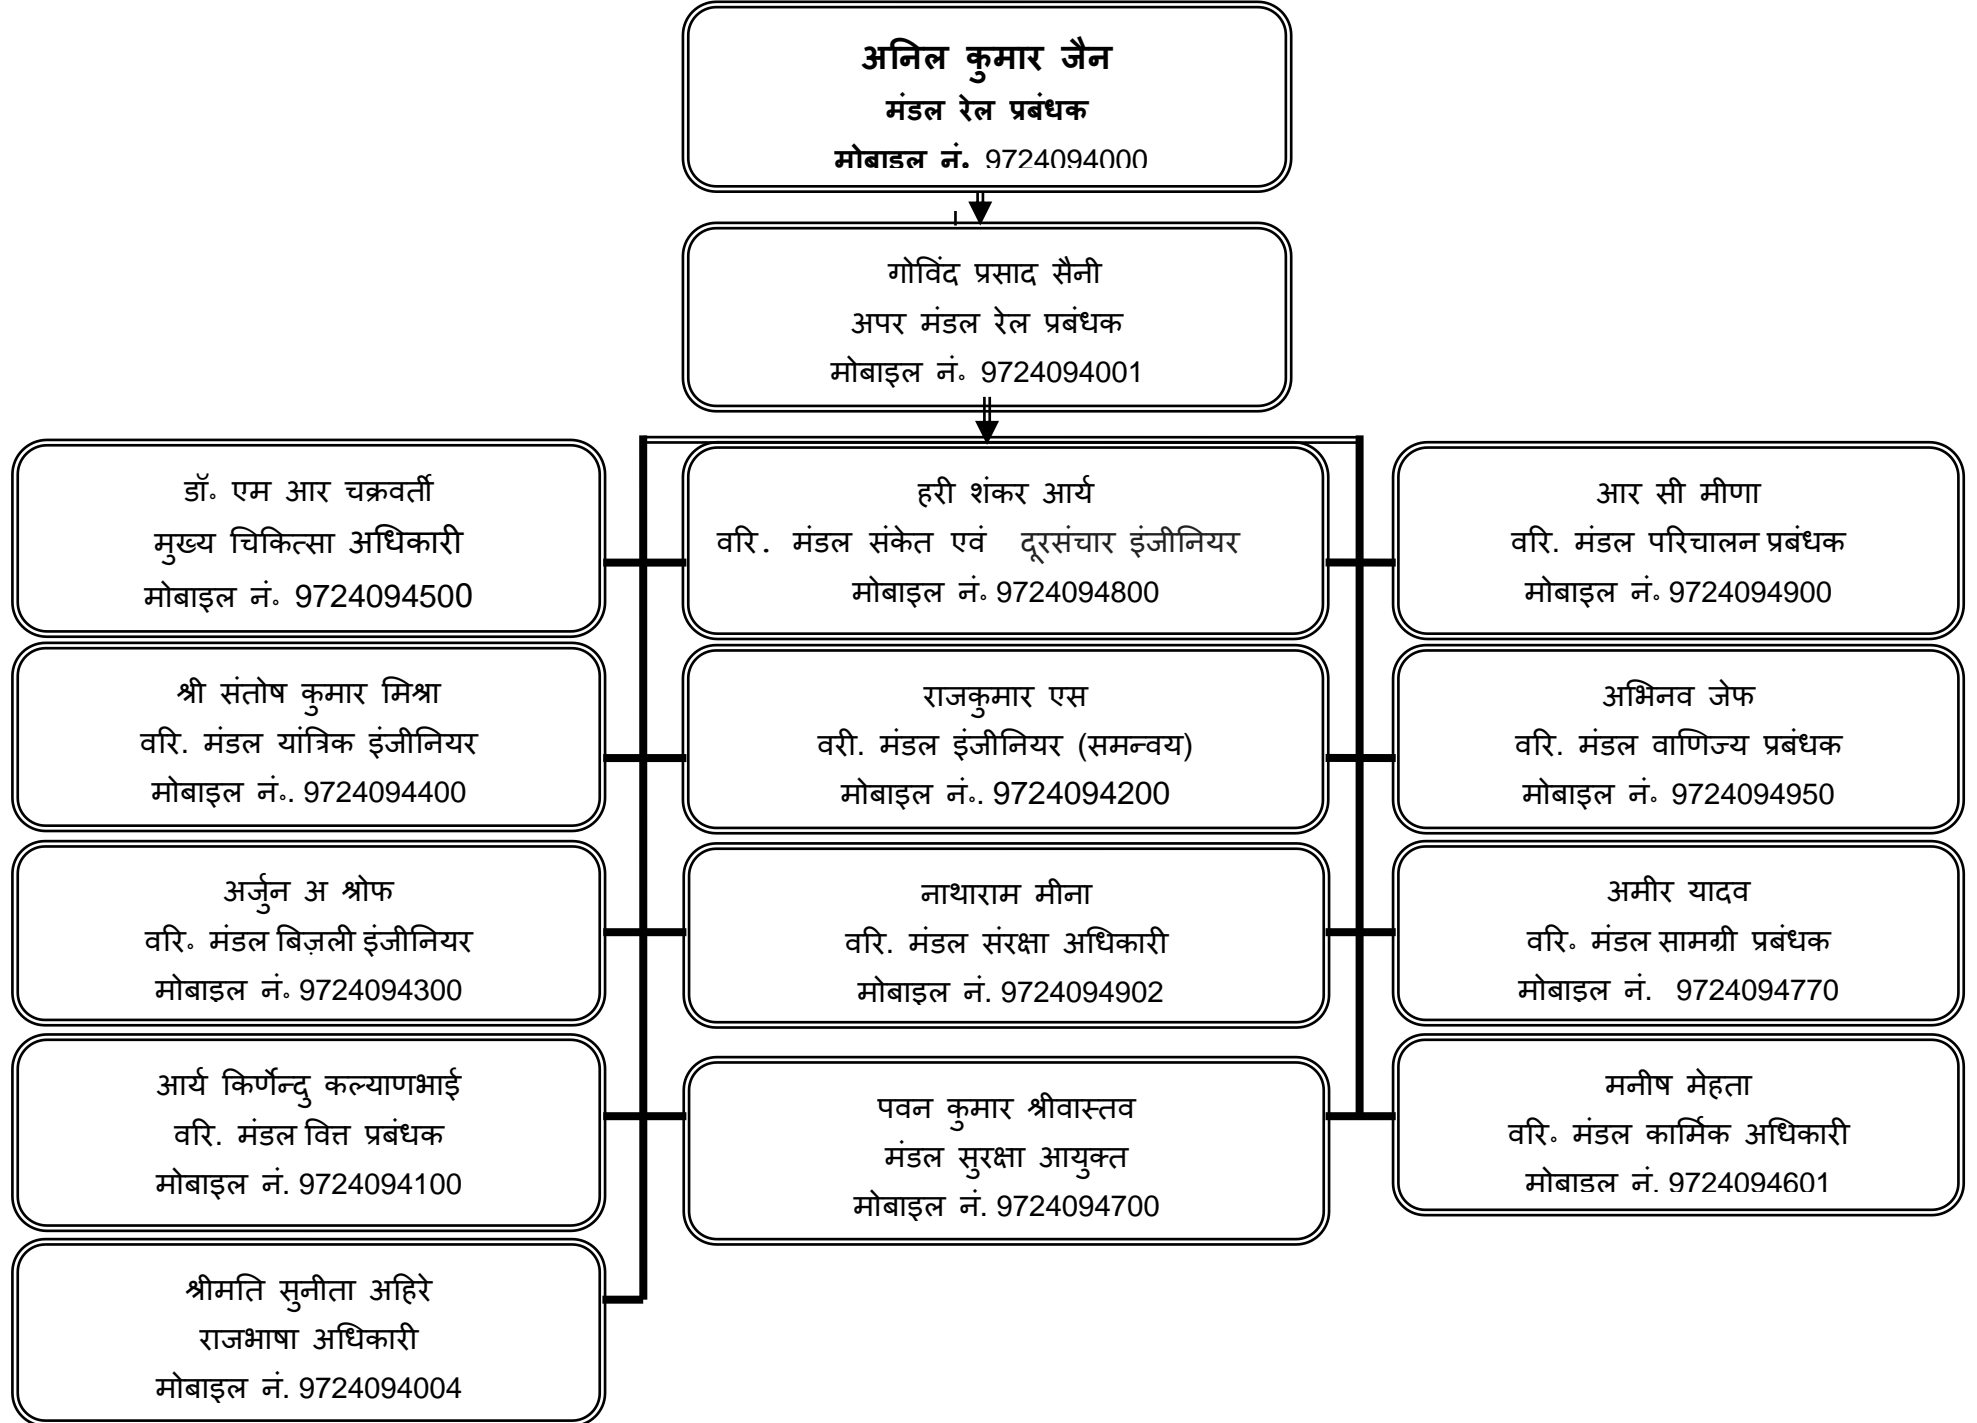 अनिल कुमार जैन
मंडल रेल प्रबंधक
मोबाइल नं॰ 9724094000
गोविंद प्रसाद सैनी
अपर मंडल रेल प्रबंधक
मोबाइल नं॰ 9724094001
डॉ॰ एम आर चक्रवर्ती
मुख्य चिकित्सा अधिकारी
मोबाइल नं॰ 9724094500
हरी शंकर आर्य
वरि. मंडल संकेत एवं दूरसंचार इंजीनियर
मोबाइल नं॰ 9724094800
आर सी मीणा
वरि. मंडल परिचालन प्रबंधक
मोबाइल नं॰ 9724094900
श्री संतोष कुमार मिश्रा
वरि. मंडल यांत्रिक इंजीनियर
मोबाइल नं॰. 9724094400
राजकुमार एस
वरी. मंडल इंजीनियर (समन्वय)
मोबाइल नं॰. 9724094200
अभिनव जेफ
वरि. मंडल वाणिज्य प्रबंधक
मोबाइल नं॰ 9724094950
अर्जुन अ श्रोफ
वरि॰ मंडल बिज़ली इंजीनियर
मोबाइल नं॰ 9724094300
नाथाराम मीना
वरि. मंडल संरक्षा अधिकारी
मोबाइल नं. 9724094902
अमीर यादव
वरि॰ मंडल सामग्री प्रबंधक
मोबाइल नं. 9724094770
आर्य किर्णेन्दु कल्याणभाई
वरि. मंडल वित्त प्रबंधक
मोबाइल नं. 9724094100
पवन कुमार श्रीवास्तव
मंडल सुरक्षा आयुक्त
मोबाइल नं. 9724094700
मनीष मेहता
वरि॰ मंडल कार्मिक अधिकारी
मोबाइल नं. 9724094601
श्रीमति सुनीता अहिरे
राजभाषा अधिकारी
मोबाइल नं. 9724094004